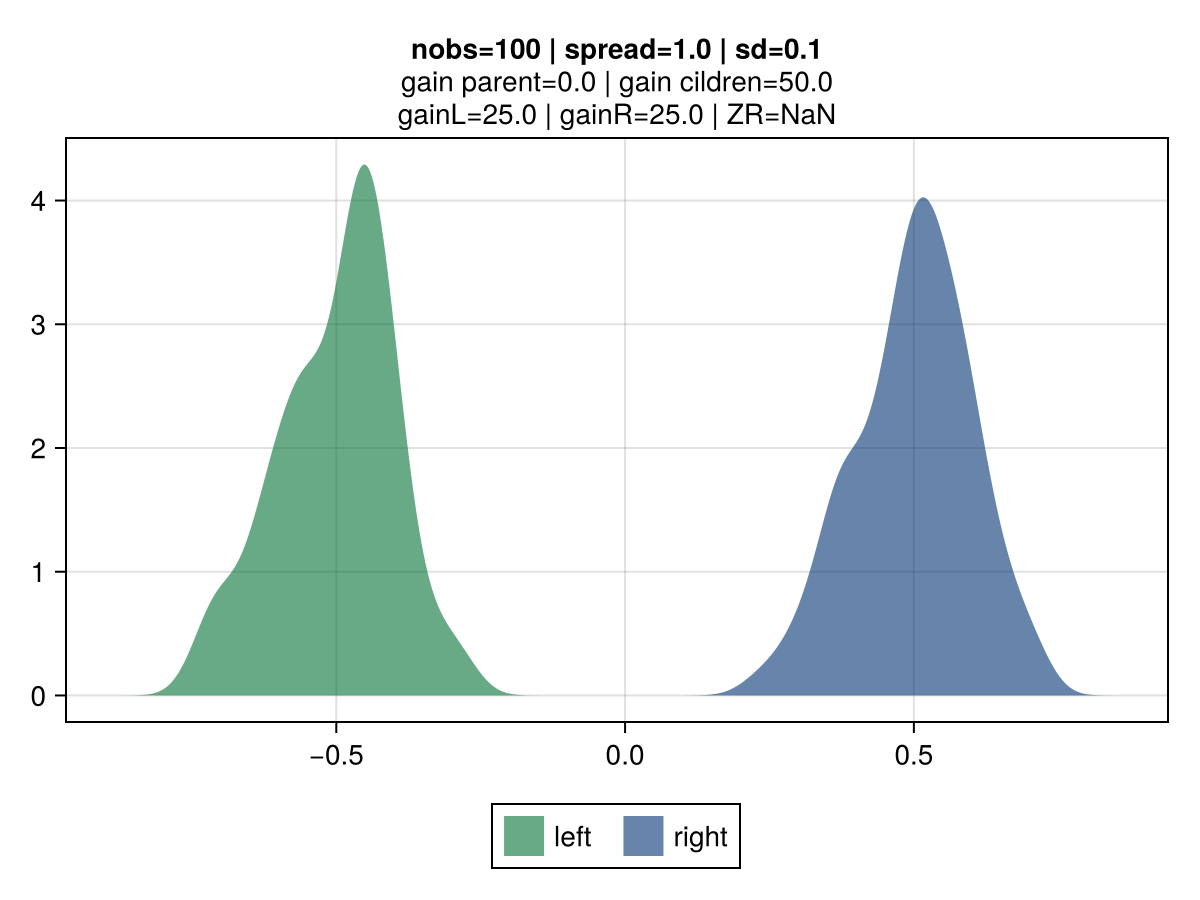 nobs=100 | spread=1.0 | sd=0.1
gain parent=0.0 | gain cildren=50.0
gainL=25.0 | gainR=25.0 | ZR=NaN
4
3
2
1
0
−0.5 0.0 0.5
left right